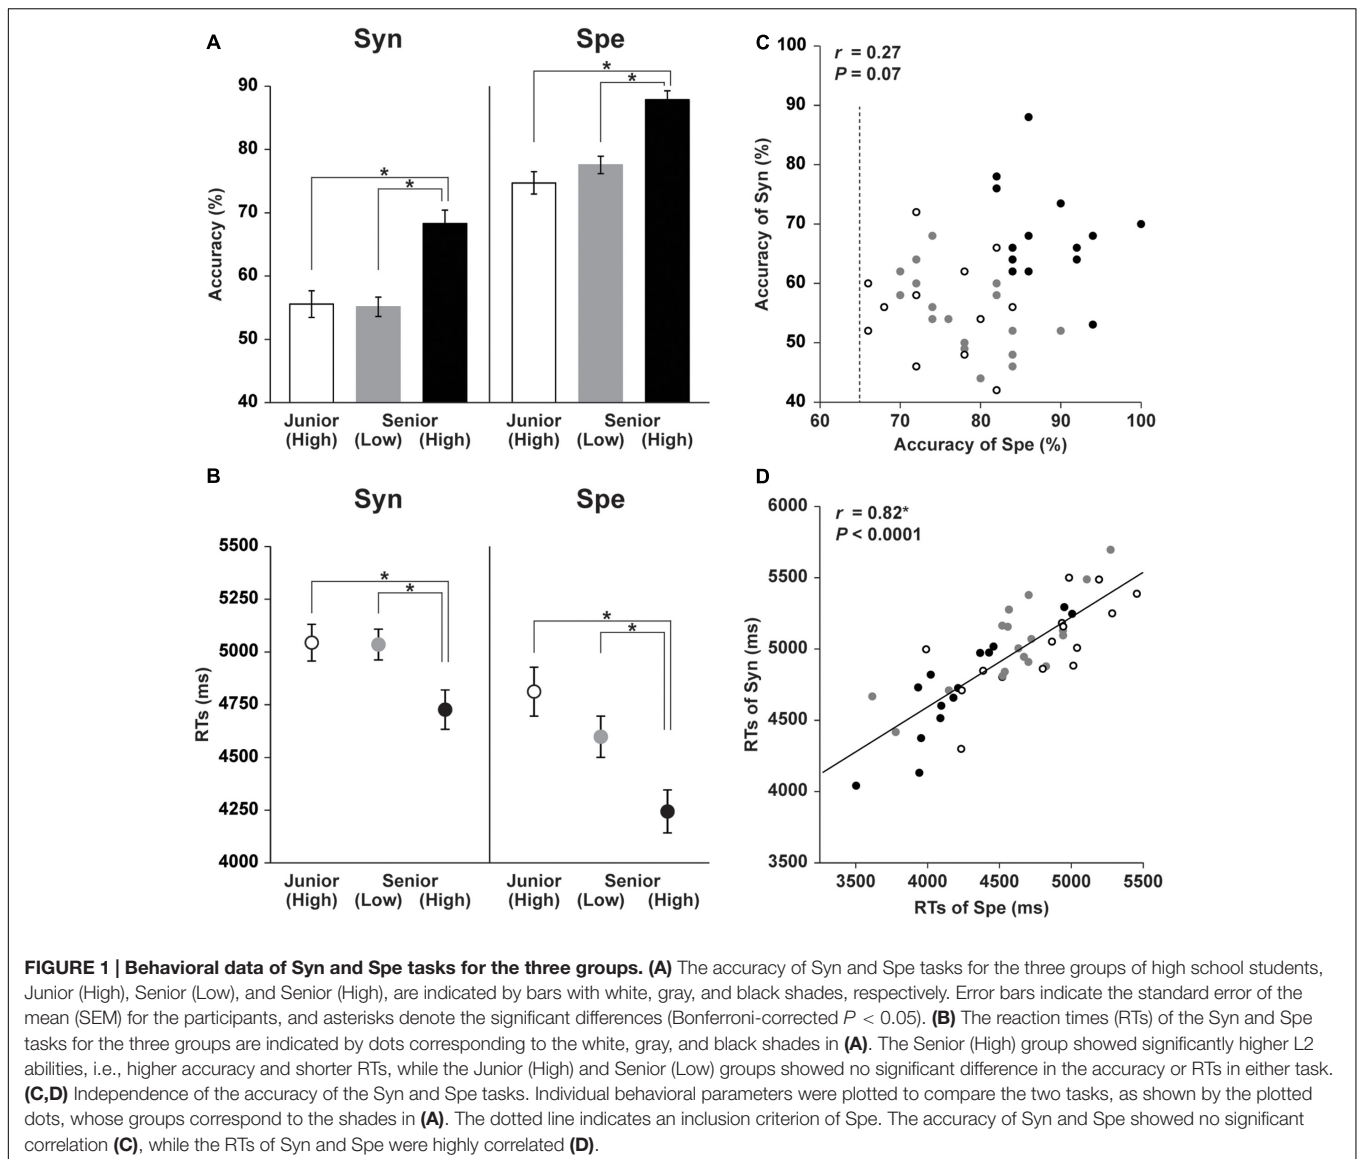 A
Syn
Spe
*
*
*
*
90
80
70
60
50
40
Accuracy (%)
Junior
(High)
Senior
(Low)
(High)
Junior
(High)
Senior
(Low)
(High)
C
r = 0.27
P = 0.07
100
90
80
70
60
50
40
Accuracy of Syn (%)
60
70
80
90
100
Accuracy of Spe (%)
B
Syn
Spe
*
*
*
*
5500
5250
5000
4750
4500
4250
4000
RTs (ms)
Junior
(High)
Senior
(Low)
(High)
Junior
(High)
Senior
(Low)
(High)
D
r = 0.82*
P < 0.0001
6000
5500
5000
4500
4000
3500
RTs of Syn (ms)
3500
4000
4500
5000
5500
RTs of Spe (ms)
FIGURE 1 | Behavioral data of Syn and Spe tasks for the three groups. (A) The accuracy of Syn and Spe tasks for the three groups of high school students,
Junior (High), Senior (Low), and Senior (High), are indicated by bars with white, gray, and black shades, respectively. Error bars indicate the standard error of the
mean (SEM) for the participants, and asterisks denote the significant differences (Bonferroni-corrected P < 0.05). (B) The reaction times (RTs) of the Syn and Spe
tasks for the three groups are indicated by dots corresponding to the white, gray, and black shades in (A). The Senior (High) group showed significantly higher L2
abilities, i.e., higher accuracy and shorter RTs, while the Junior (High) and Senior (Low) groups showed no significant difference in the accuracy or RTs in either task.
(C,D) Independence of the accuracy of the Syn and Spe tasks. Individual behavioral parameters were plotted to compare the two tasks, as shown by the plotted
dots, whose groups correspond to the shades in (A). The dotted line indicates an inclusion criterion of Spe. The accuracy of Syn and Spe showed no significant
correlation (C), while the RTs of Syn and Spe were highly correlated (D).